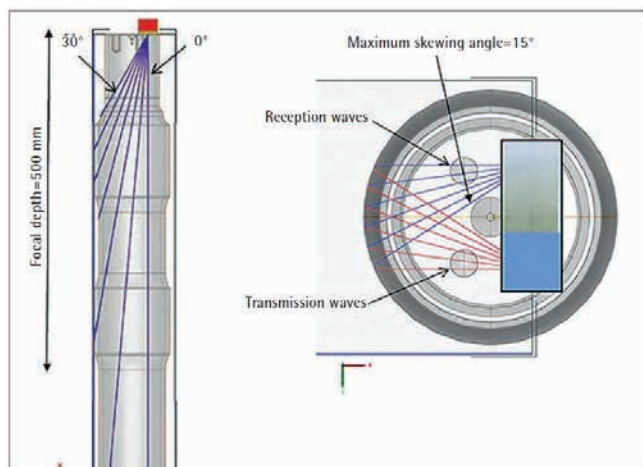 30°
0°
Focal depth=500 mm
Maximum skewing angle=15°
Reception waves
Transmission waves